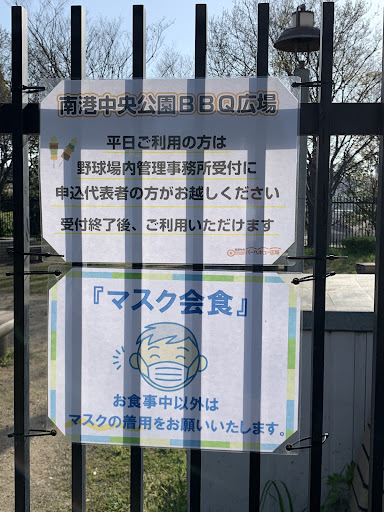 南港中央公園BBQ広場
平日ご利用の方は
野球場内管理事務所受付に
申込代表者の方がお越しください
受付終了後、ご利用いただけます
『マスク会食』
お食事中以外は
マスクの着用をお願いいたします。